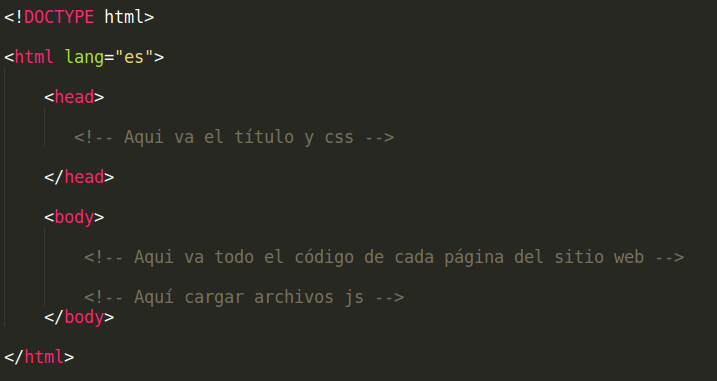 <!DOCTYPE html>
<html lang="es">
<head>
<!-- Aqui va el título y css -->
</head>
<body>
<!-- Aqui va todo el código de cada página del sitio web -->
<!-- Aquí cargar archivos js -->
</body>
</html>